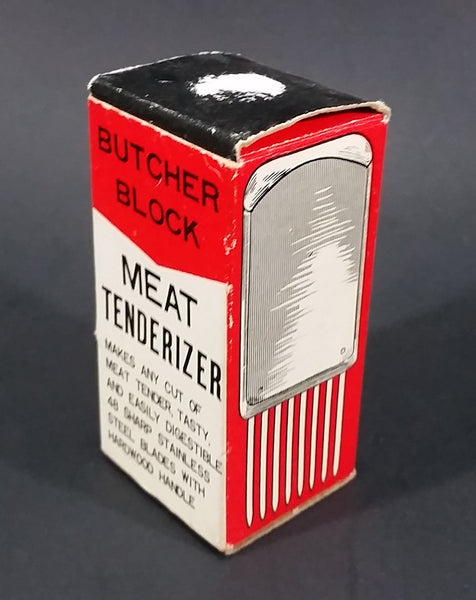 BUTCHER
BLOCK
MEAT
TENDERIZER
MAKES ANY CUT OF
MEAT TENDER, TASTY,
AND EASILY DIGESTIBLE
48 SHARP STAINLESS
STEEL BLADES WITH
HARDWOOD HANDLE